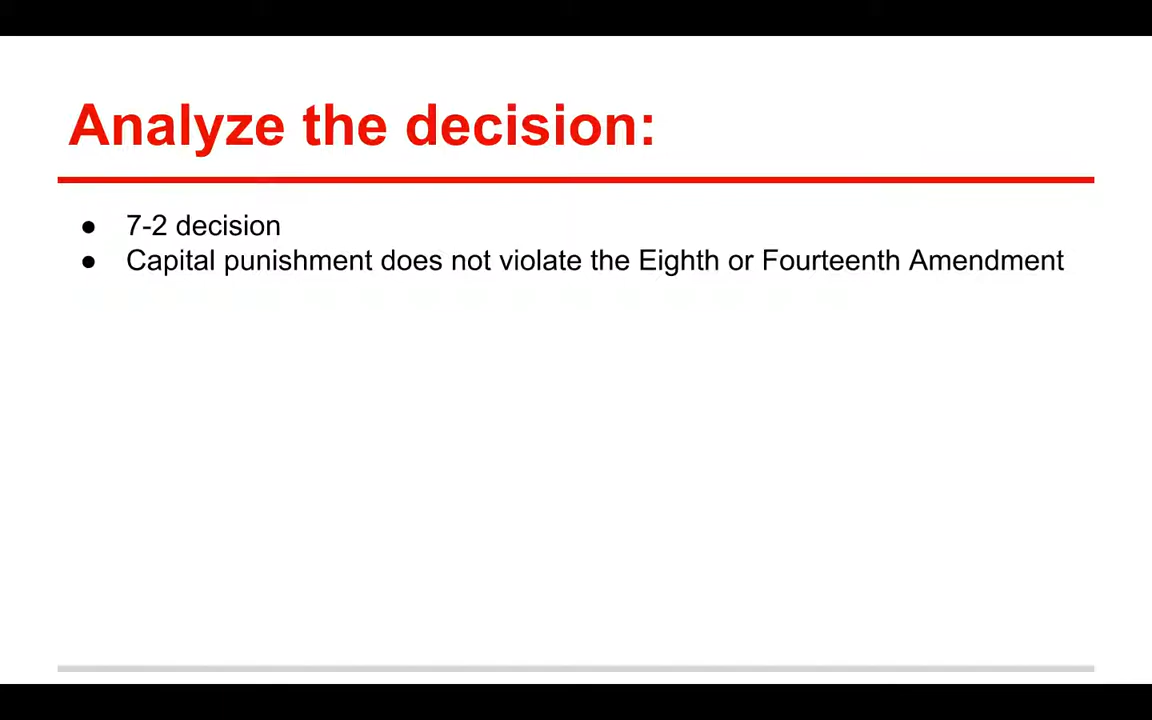 Analyze the decision:
● 7-2 decision
● Capital punishment does not violate the Eighth or Fourteenth Amendment